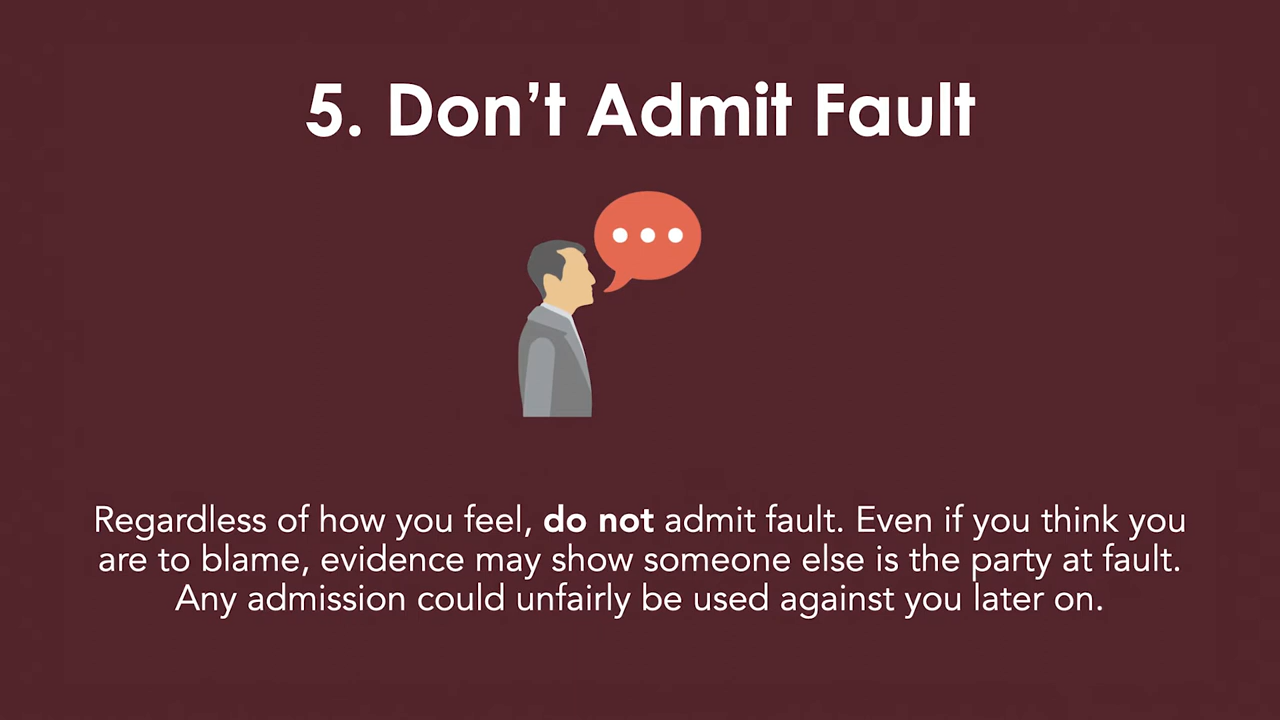 5. Don’t Admit Fault
Regardless of how you feel, do not admit fault. Even if you think you
are to blame, evidence may show someone else is the party at fault.
Any admission could unfairly be used against you later on.